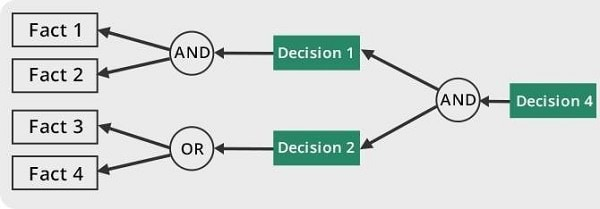 Fact 1
Fact 2
AND
Decision 1
Fact 3
Fact 4
OR
Decision 2
AND
Decision 4